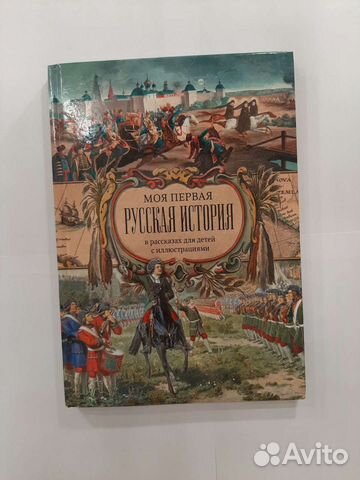 МОЯ ПЕРВАЯ
РУССКАЯ ИСТОРИЯ
в рассказах для детей
с иллюстрациями
Avito